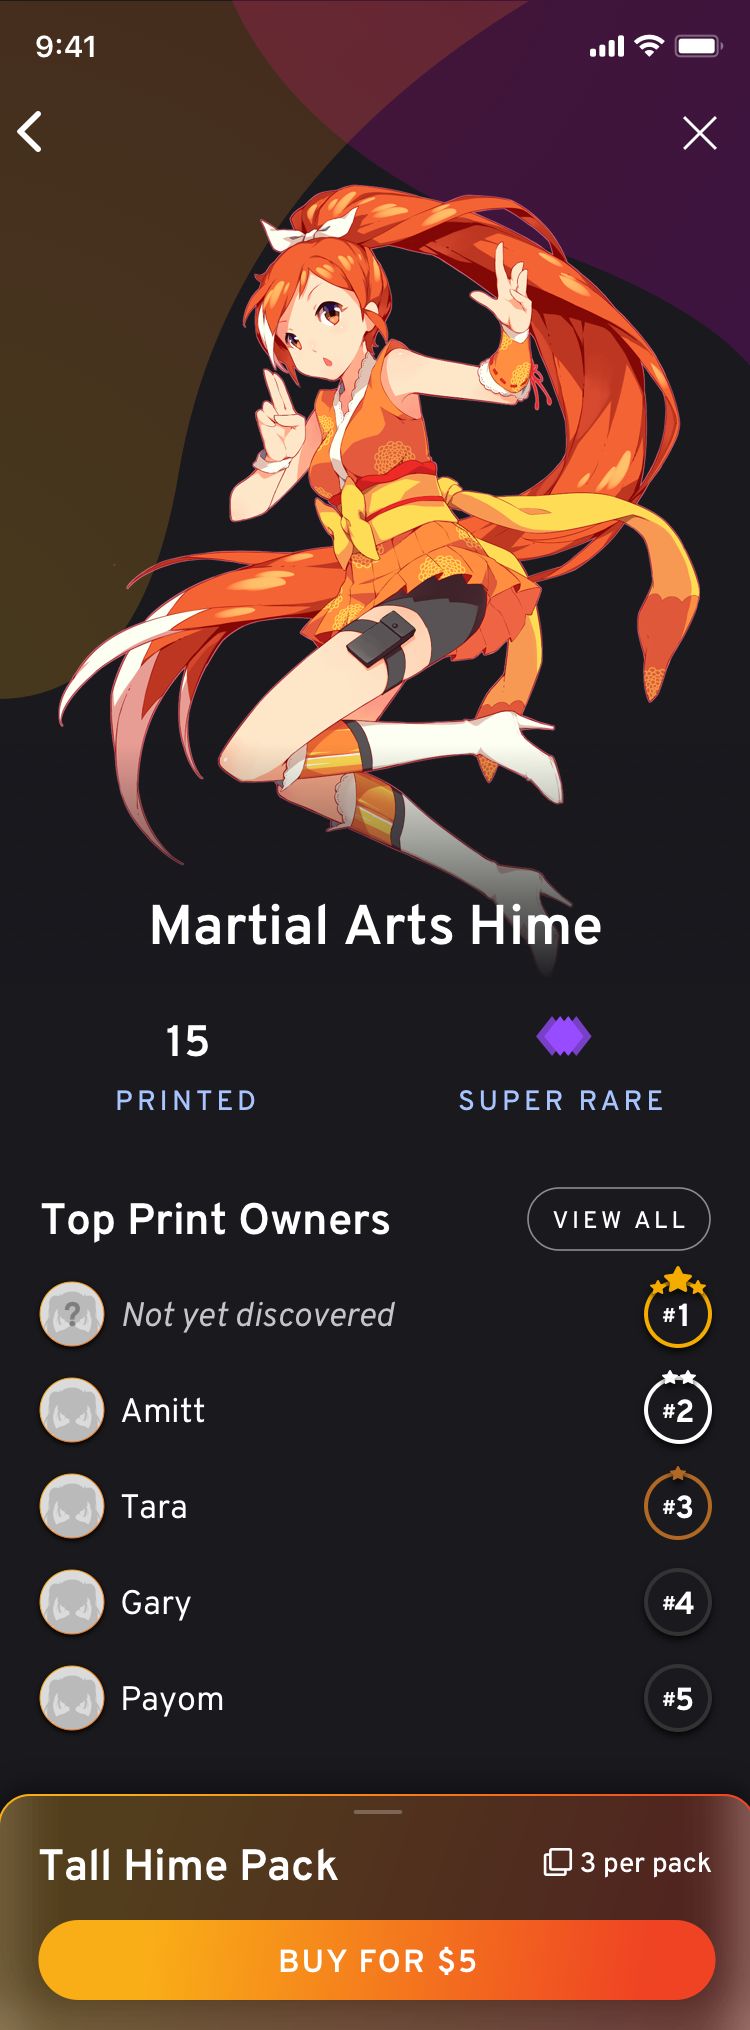 9:41
Martial Arts Hime
15
PRINTED
SUPER RARE
Top Print Owners
VIEW ALL
?
Not yet discovered
#1
Amitt
#2
Tara
#3
Gary
#4
Payom
#5
Tall Hime Pack
3 per pack
BUY FOR $5